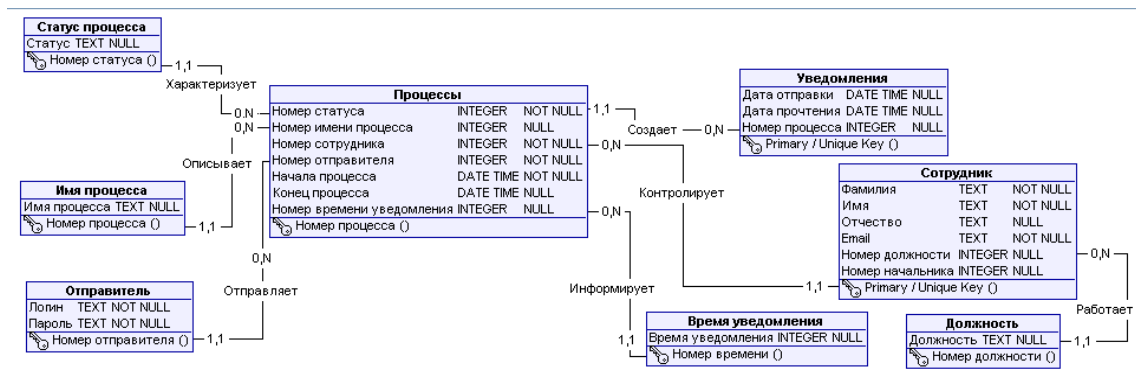 Статус процесса
Статус TEXT NULL
Номер статуса ()
1,1
Характеризует
0,N
Процессы
Номер статуса INTEGER NOT NULL
Номер имени процесса INTEGER NULL
Номер сотрудника INTEGER NOT NULL
Номер отправителя INTEGER NOT NULL
Начала процесса DATE TIME NOT NULL
Конец процесса DATE TIME NULL
Номер времени уведомления INTEGER NULL
Номер процесса ()
1,1
Создает
0,N
Уведомления
Дата отправки DATE TIME NULL
Дата прочтения DATE TIME NULL
Номер процесса INTEGER NULL
Primary / Unique Key ()
0,N
Описывает
Имя процесса
Имя процесса TEXT NULL
Номер процесса ()
1,1
0,N
Контролирует
1,1
Сотрудник
Фамилия TEXT NOT NULL
Имя TEXT NOT NULL
Отчество TEXT NULL
Email TEXT NOT NULL
Номер должности INTEGER NULL
Номер начальника INTEGER NULL
Primary / Unique Key ()
0,N
Работает
1,1
0,N
Отправляет
Отправитель
Логин TEXT NOT NULL
Пароль TEXT NOT NULL
Номер отправителя ()
1,1
0,N
Информирует
1,1
Время уведомления
Время уведомления INTEGER NULL
Номер времени ()
Должность
Должность TEXT NULL
Номер должности ()